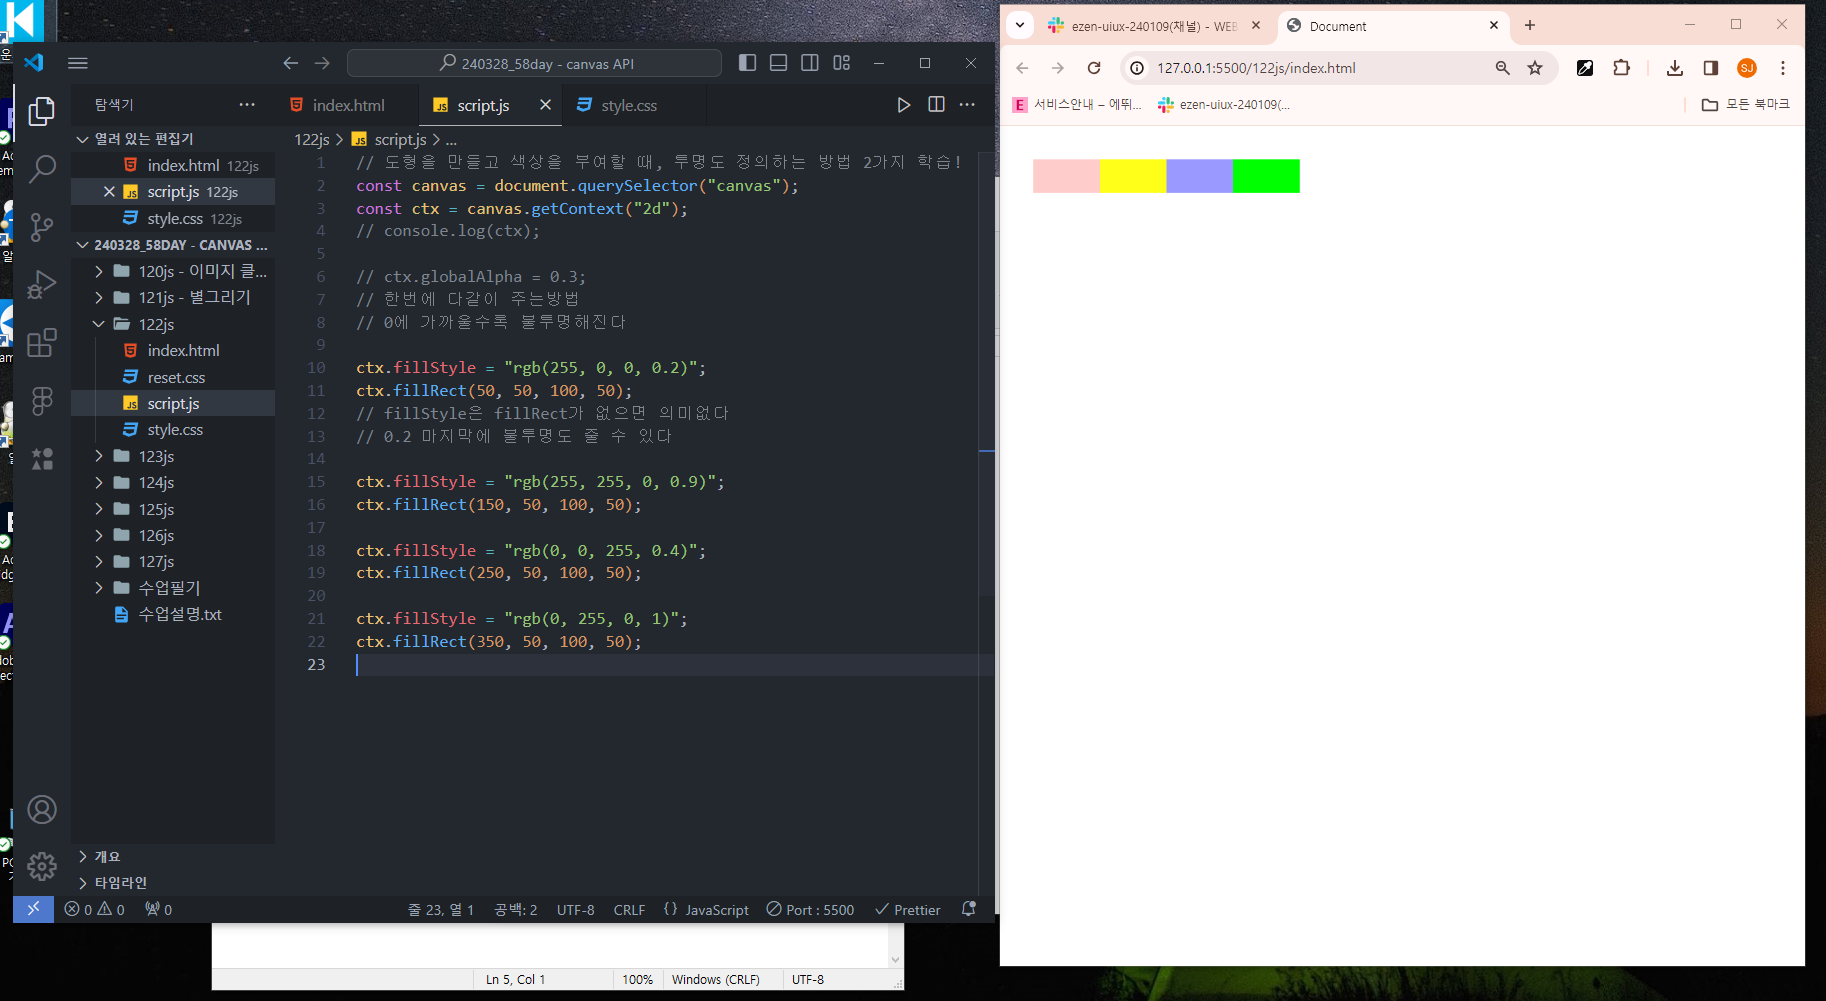 240328_58day - canvas API
탐색기
index.html
script.js
style.css
열려 있는 편집기
index.html 122js
script.js 122js
style.css 122js
240328_58DAY - CANVAS ...
120js - 이미지 클...
121js - 별그리기
122js
index.html
reset.css
script.js
style.css
123js
124js
125js
126js
127js
수업필기
수업설명.txt
개요
타임라인
122js > script.js > ...
1 // 도형을 만들고 색상을 부여할 때, 투명도 정의하는 방법 2가지 학습!
2 const canvas = document.querySelector("canvas");
3 const ctx = canvas.getContext("2d");
4 // console.log(ctx);
5
6 // ctx.globalAlpha = 0.3;
7 // 한번에 다같이 주는방법
8 // 0에 가까울수록 불투명해진다
9
10 ctx.fillStyle = "rgb(255, 0, 0, 0.2)";
11 ctx.fillRect(50, 50, 100, 50);
12 // fillStyle은 fillRect가 없으면 의미없다
13 // 0.2 마지막에 불투명도 줄 수 있다
14
15 ctx.fillStyle = "rgb(255, 255, 0, 0.9)";
16 ctx.fillRect(150, 50, 100, 50);
17
18 ctx.fillStyle = "rgb(0, 0, 255, 0.4)";
19 ctx.fillRect(250, 50, 100, 50);
20
21 ctx.fillStyle = "rgb(0, 255, 0, 1)";
22 ctx.fillRect(350, 50, 100, 50);
23
0 0 0 줄 23, 열 1 공백: 2 UTF-8 CRLF {} JavaScript Port : 5500 Prettier
Ln 5, Col 1 100% Windows (CRLF) UTF-8
ezen-uiux-240109(채널) - WEB
Document
127.0.0.1:5500/122js/index.html
SJ
E 서비스안내 – 에뛰...
ezen-uiux-240109(...
모든 북마크